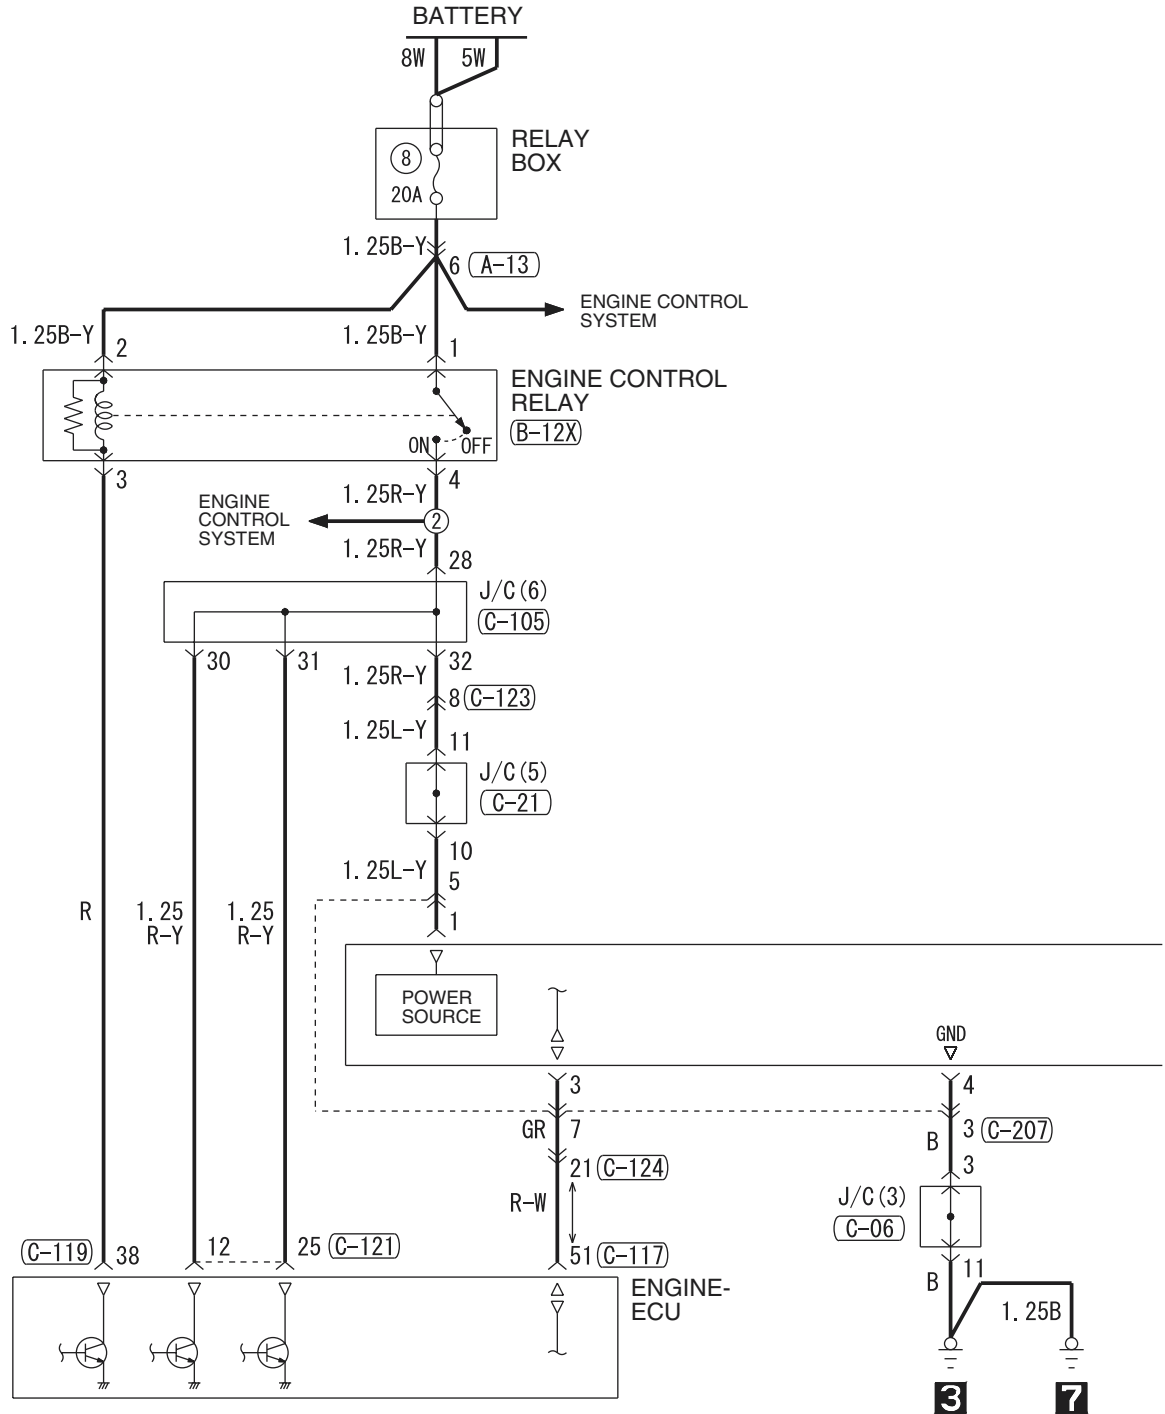 BATTERY
8W 5W
RELAY
BOX
8
20A
1.25B-Y
6 A-13
ENGINE CONTROL
SYSTEM
1.25B-Y 1.25B-Y
2 1
ENGINE CONTROL
RELAY
B-12X
ON OFF
3 4
1.25R-Y
ENGINE
CONTROL
SYSTEM
2
1.25R-Y
28
J/C(6)
C-105
30 31 32
1.25R-Y
8 C-123
1.25L-Y
11
J/C(5)
C-21
10
1.25L-Y
5
R 1.25 1.25
R-Y R-Y
1
POWER
SOURCE
GND
3 4
GR 7
B 3 C-207
21 C-124
3
R-W
J/C(3)
C-06
C-119 38 12 25 C-121 51 C-117
11
B
1.25B
ENGINE-
ECU
3 7